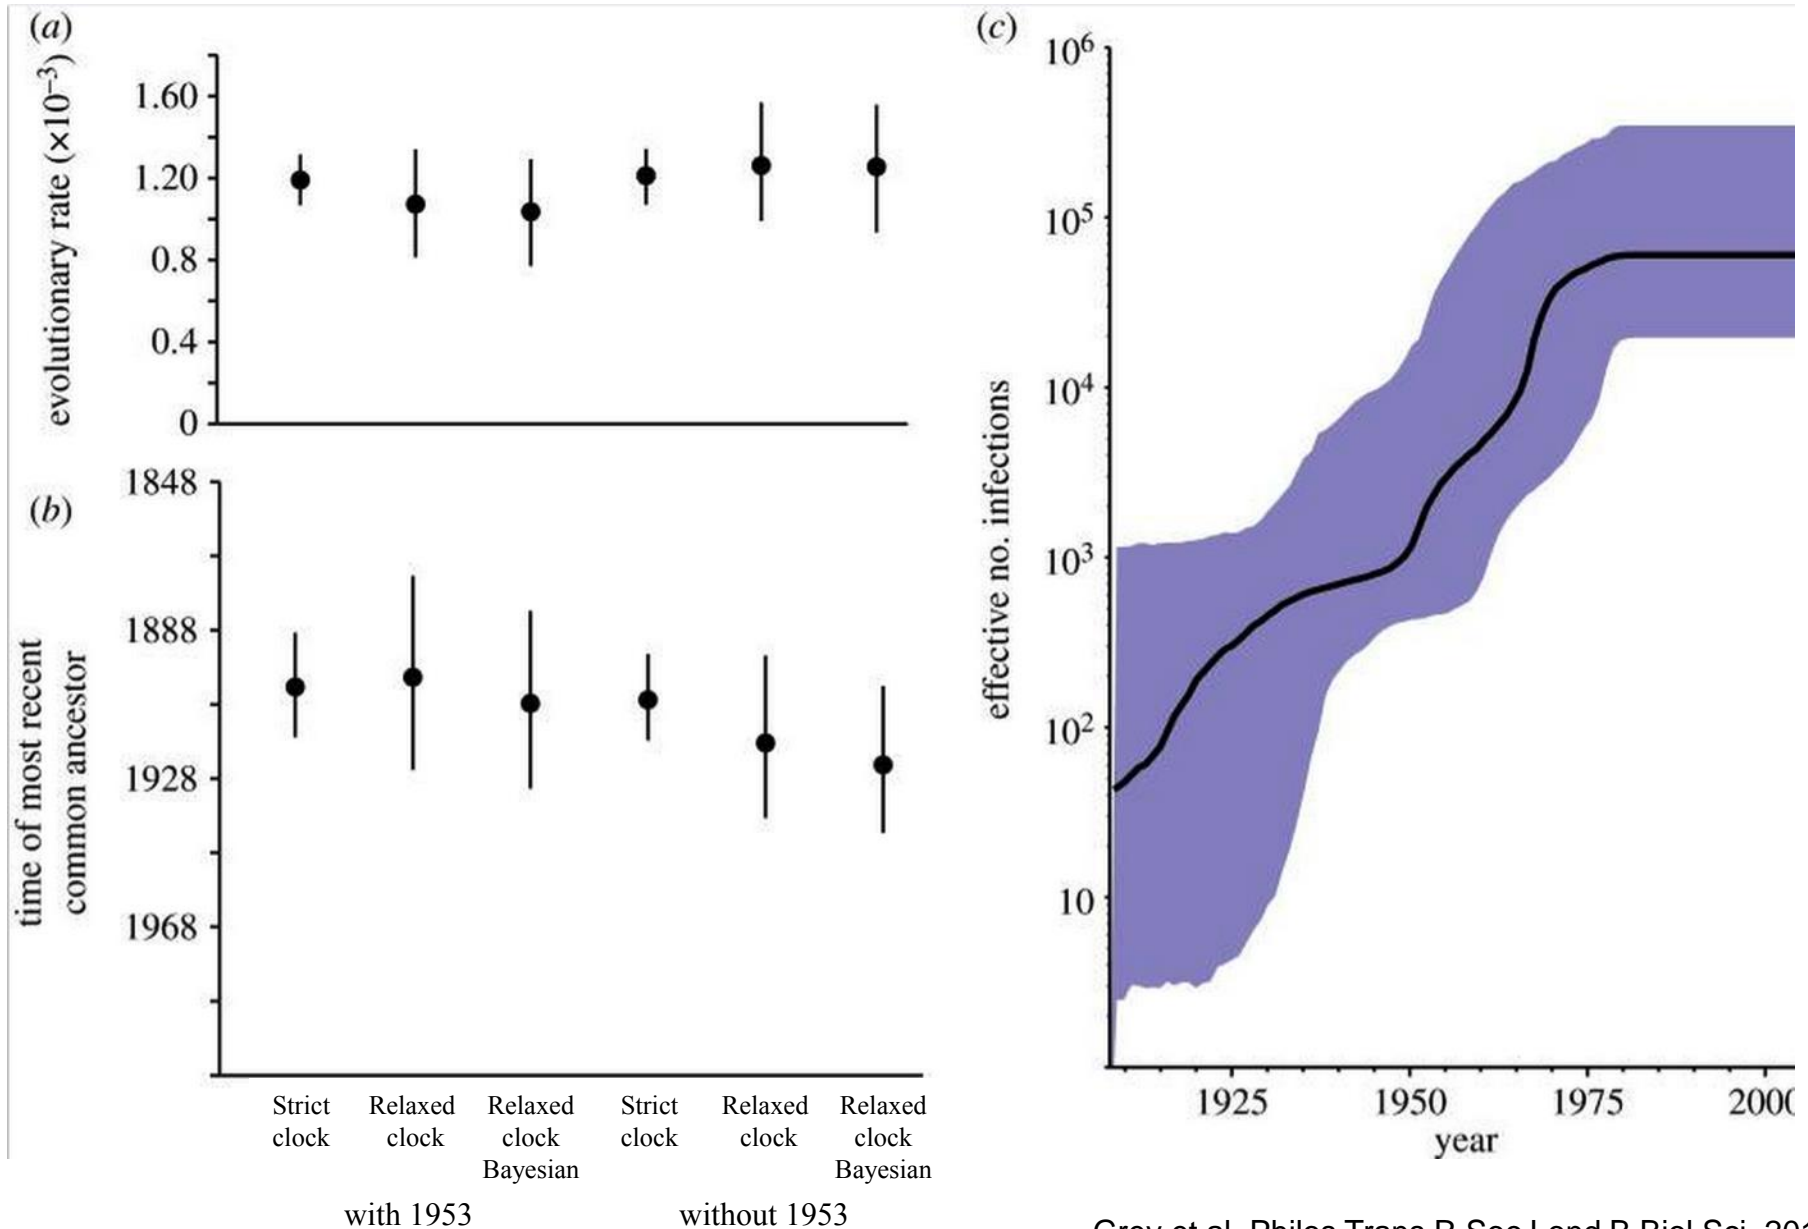 (a)
evolutionary rate (×10⁻³)
1.60
1.20
0.8
0.4
0
(b)
time of most recent
common ancestor
1848
1888
1928
1968
Strict
clock
Relaxed
clock
Relaxed
clock
Bayesian
Strict
clock
Relaxed
clock
Relaxed
clock
Bayesian
with 1953
without 1953
(c)
effective no. infections
10⁶
10⁵
10⁴
10³
10²
10
1925
1950
1975
year